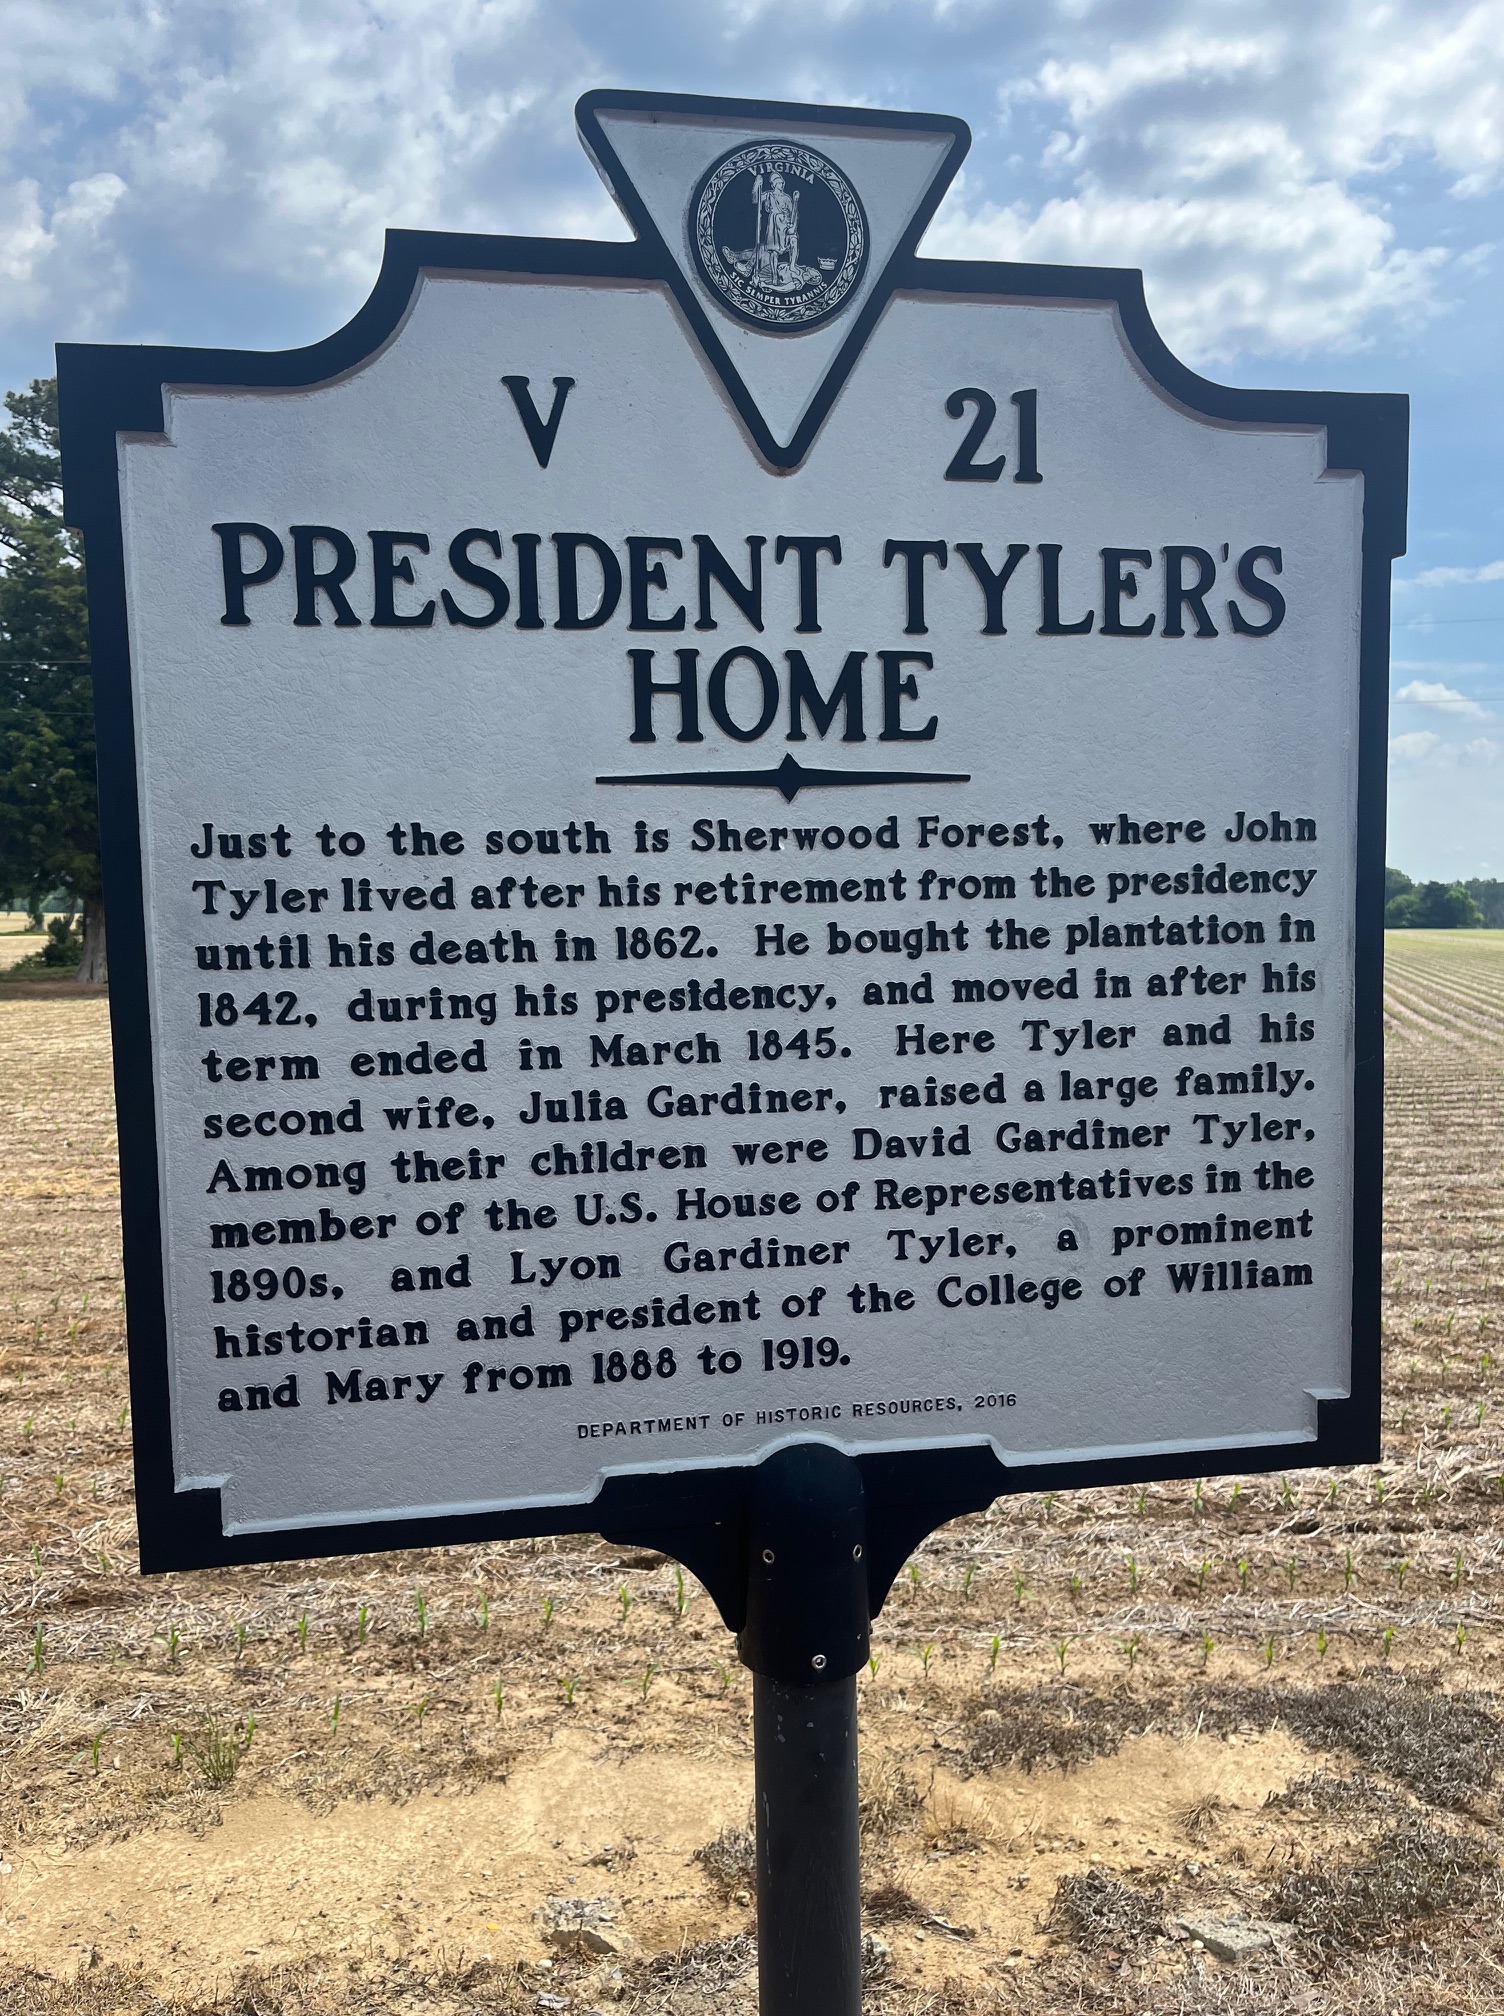 VIRGINIA
SIC SEMPER TYRANNIS
V 21
PRESIDENT TYLER'S
HOME
Just to the south is Sherwood Forest, where John
Tyler lived after his retirement from the presidency
until his death in 1862. He bought the plantation in
1842, during his presidency, and moved in after his
term ended in March 1845. Here Tyler and his
second wife, Julia Gardiner, raised a large family.
Among their children were David Gardiner Tyler,
member of the U.S. House of Representatives in the
1890s, and Lyon Gardiner Tyler, a prominent
historian and president of the College of William
and Mary from 1888 to 1919.
DEPARTMENT OF HISTORIC RESOURCES, 2016